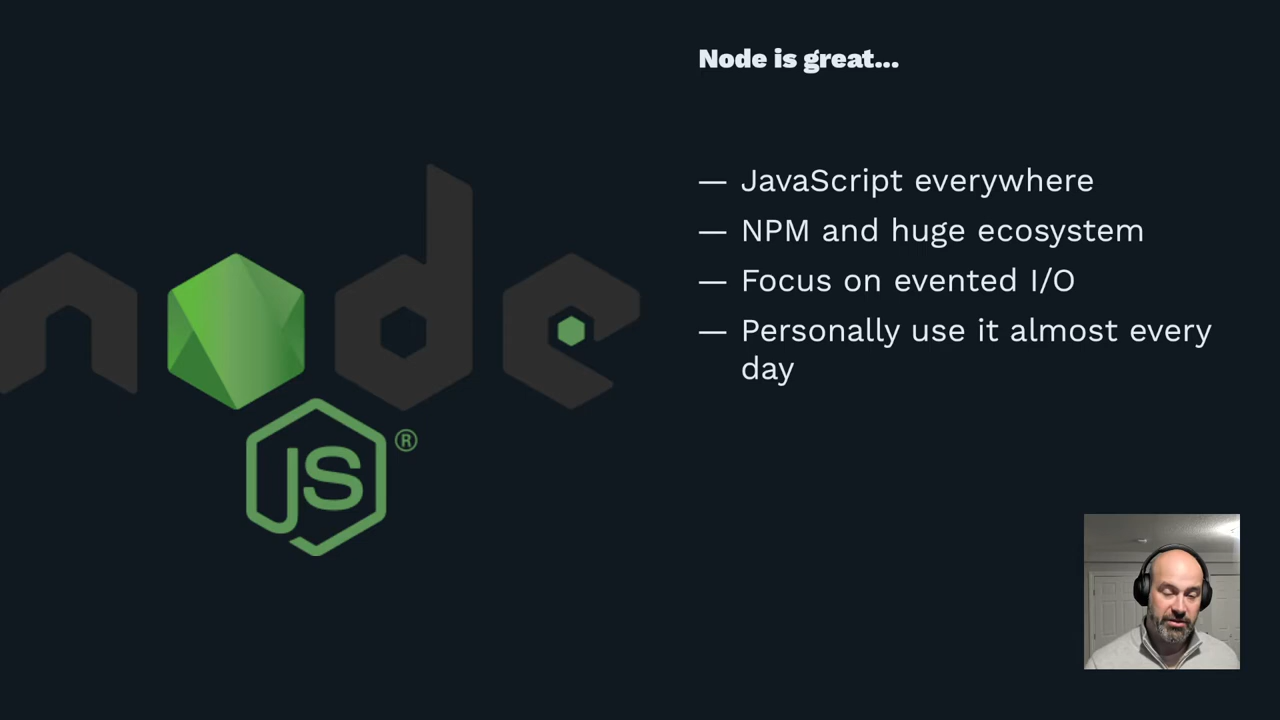 Node is great...
— JavaScript everywhere
— NPM and huge ecosystem
— Focus on evented I/O
— Personally use it almost every
day
node
JS®